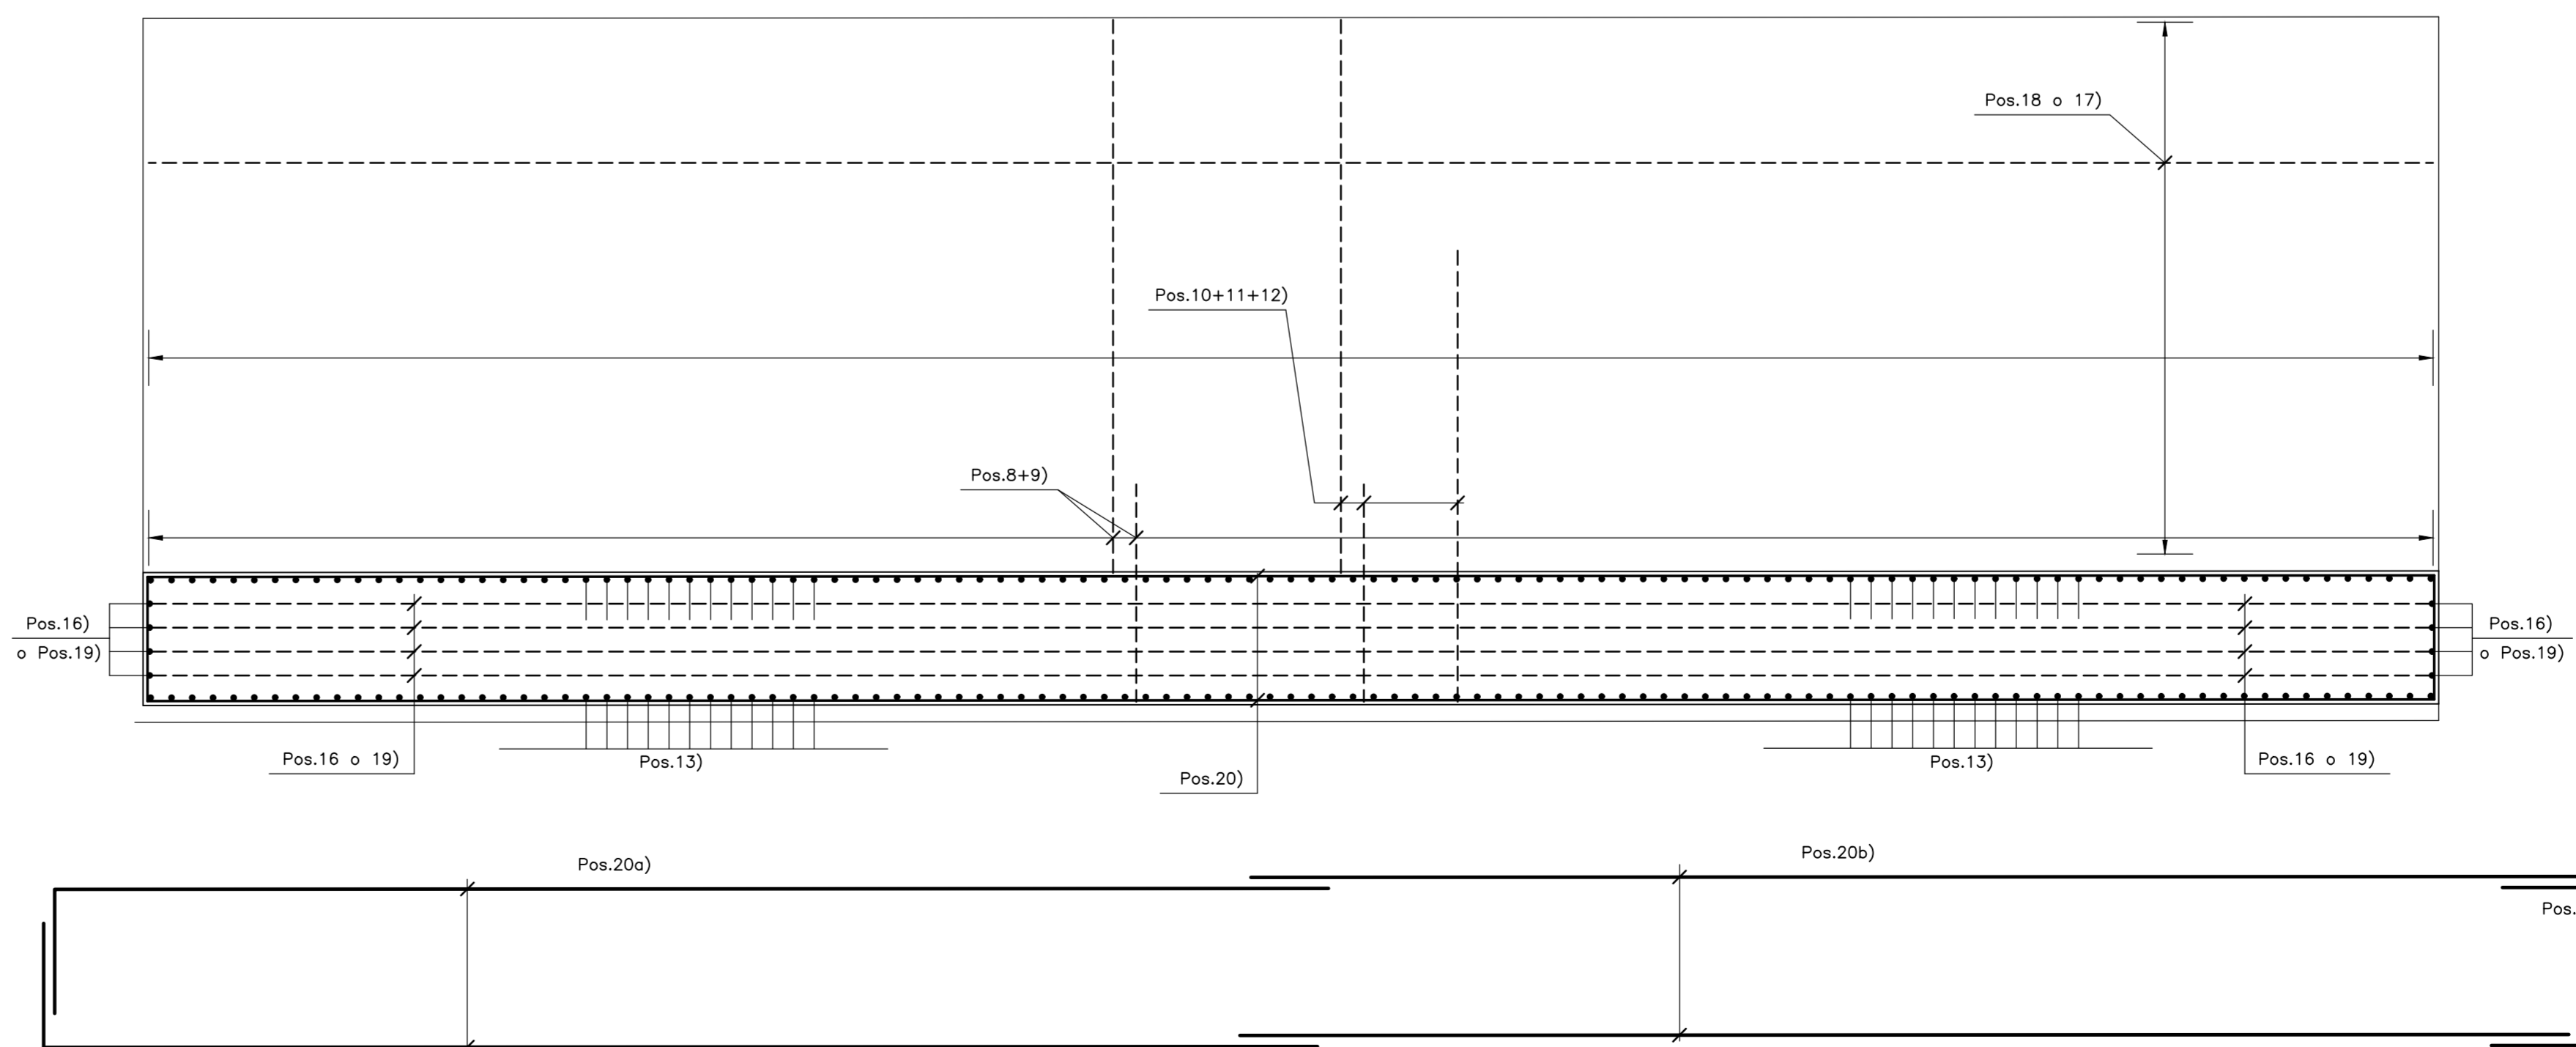 Pos.18 o 17)
Pos.10+11+12)
Pos.8+9)
Pos.16)
o Pos.19)
Pos.16)
o Pos.19)
Pos.16 o 19)
Pos.13)
Pos.20)
Pos.13)
Pos.16 o 19)
Pos.20a)
Pos.20b)
Pos.